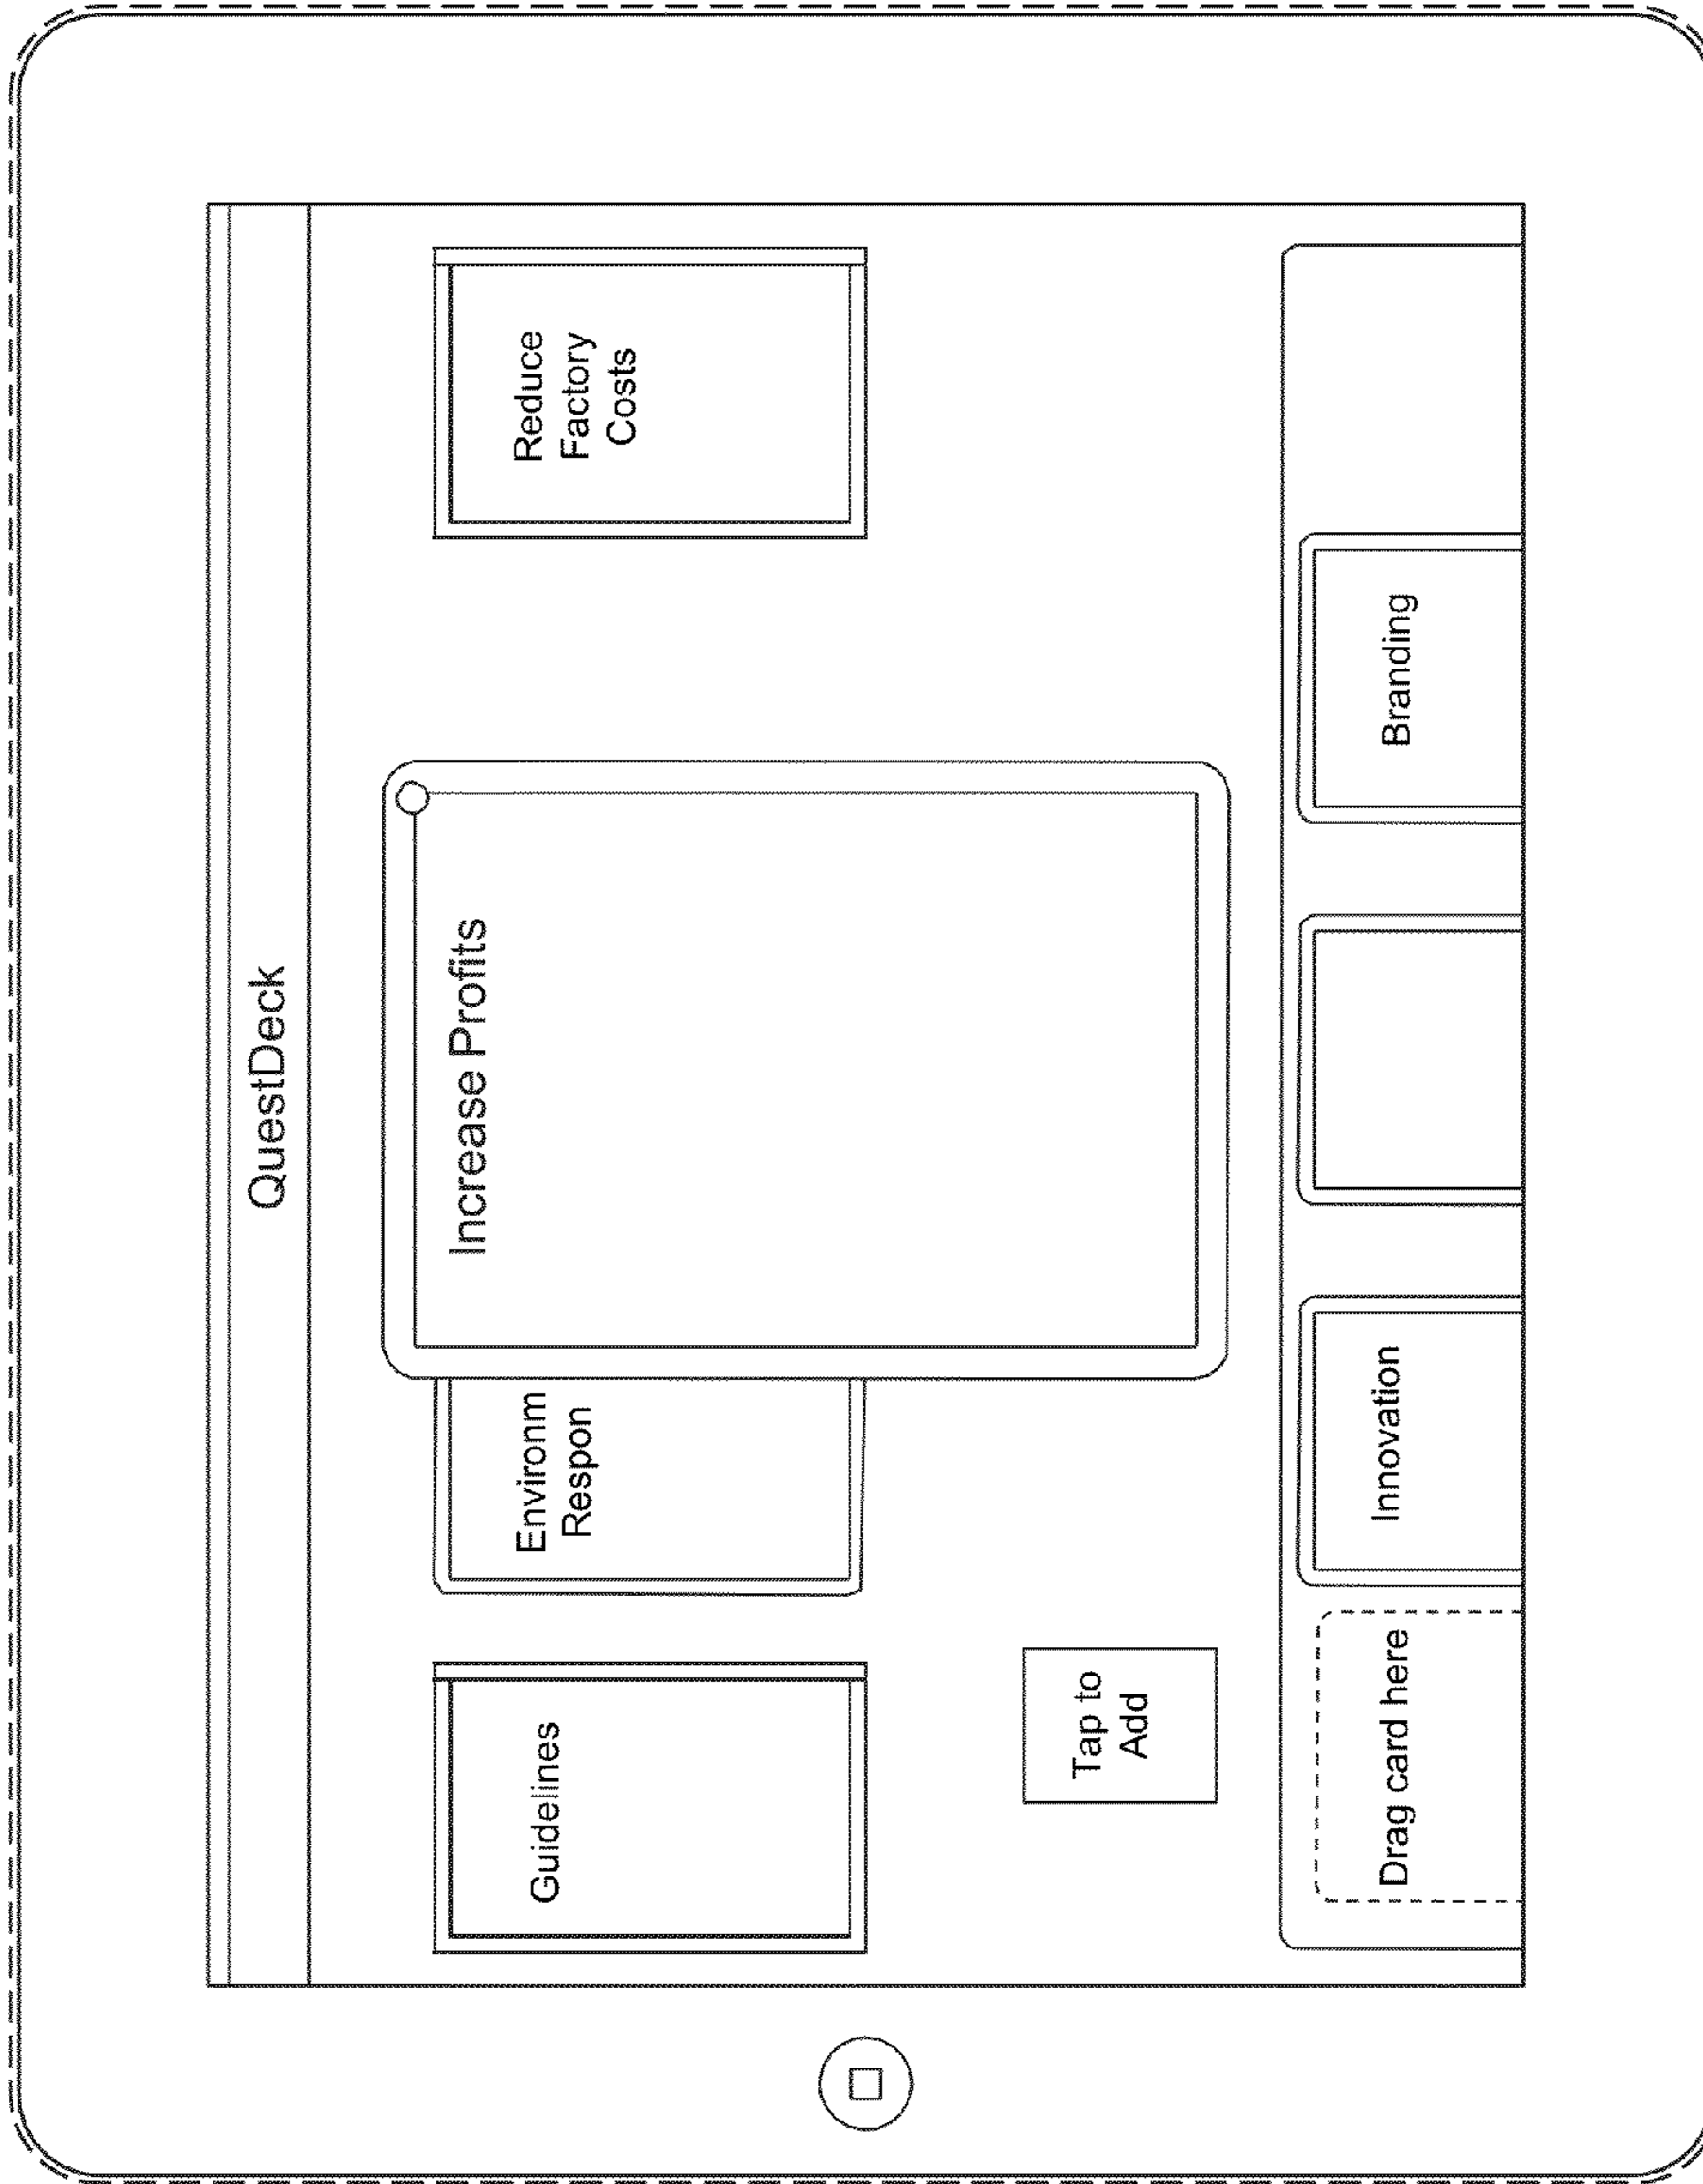 QuestDeck
Guidelines
Environm
Respon
Increase Profits
Reduce
Factory
Costs
Tap to
Add
Drag card here
Innovation
Branding